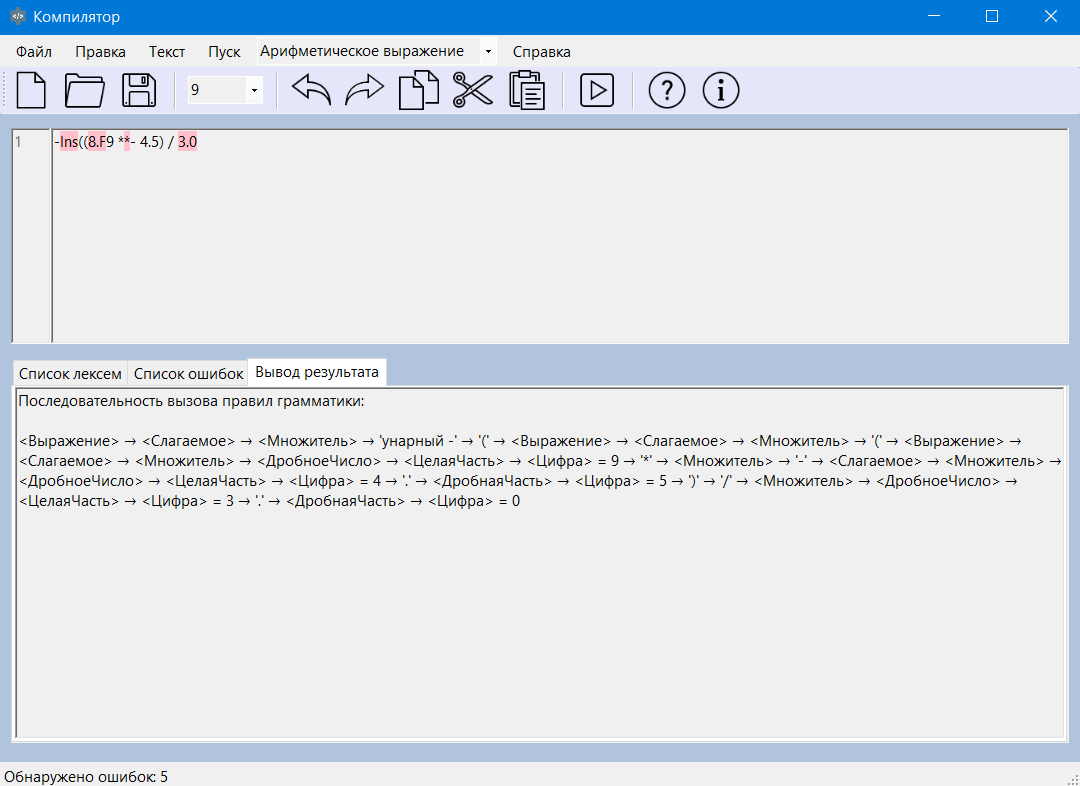 Компилятор
Файл Правка Текст Пуск Арифметическое выражение Справка
9
1 -lns((8.F9 **- 4.5) / 3.0
Список лексем Список ошибок Вывод результата
Последовательность вызова правил грамматики:
<Выражение> → <Слагаемое> → <Множитель> → 'унарный -' → '(' → <Выражение> → <Слагаемое> → <Множитель> → '(' → <Выражение> →
<Слагаемое> → <Множитель> → <ДробноеЧисло> → <ЦелаяЧасть> → <Цифра> = 9 → '*' → <Множитель> → '-' → <Слагаемое> → <Множитель> →
<ДробноеЧисло> → <ЦелаяЧасть> → <Цифра> = 4 → '.' → <ДробнаяЧасть> → <Цифра> = 5 → ')' → '/' → <Множитель> → <ДробноеЧисло> →
<ЦелаяЧасть> → <Цифра> = 3 → '.' → <ДробнаяЧасть> → <Цифра> = 0
Обнаружено ошибок: 5